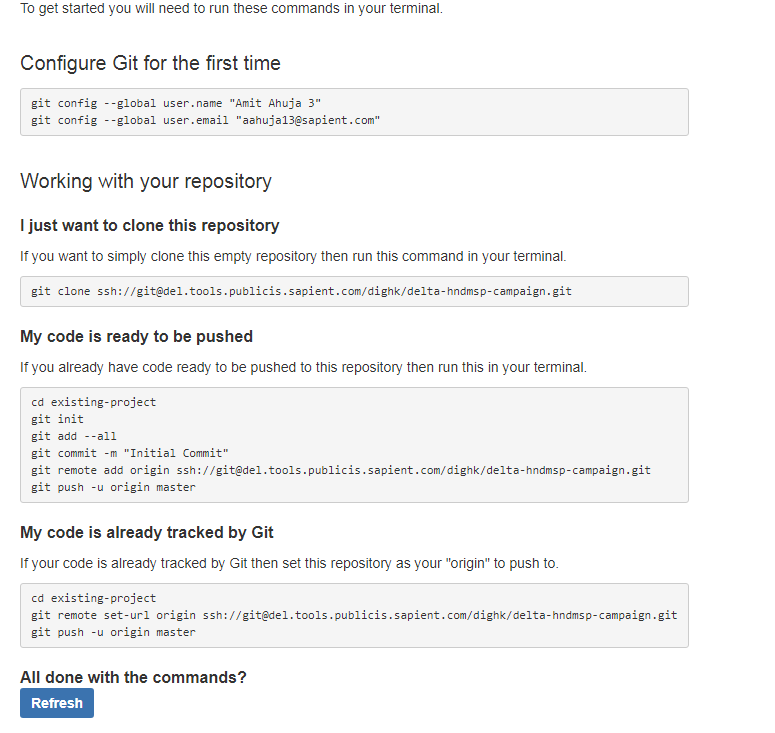 To get started you will need to run these commands in your terminal.
Configure Git for the first time
git config --global user.name "Amit Ahuja 3"
git config --global user.email "aahuja13@sapient.com"
Working with your repository
I just want to clone this repository
If you want to simply clone this empty repository then run this command in your terminal.
git clone ssh://git@del.tools.publicis.sapient.com/dighk/delta-hndmsp-campaign.git
My code is ready to be pushed
If you already have code ready to be pushed to this repository then run this in your terminal.
cd existing-project
git init
git add --all
git commit -m "Initial Commit"
git remote add origin ssh://git@del.tools.publicis.sapient.com/dighk/delta-hndmsp-campaign.git
git push -u origin master
My code is already tracked by Git
If your code is already tracked by Git then set this repository as your "origin" to push to.
cd existing-project
git remote set-url origin ssh://git@del.tools.publicis.sapient.com/dighk/delta-hndmsp-campaign.git
git push -u origin master
All done with the commands?
Refresh